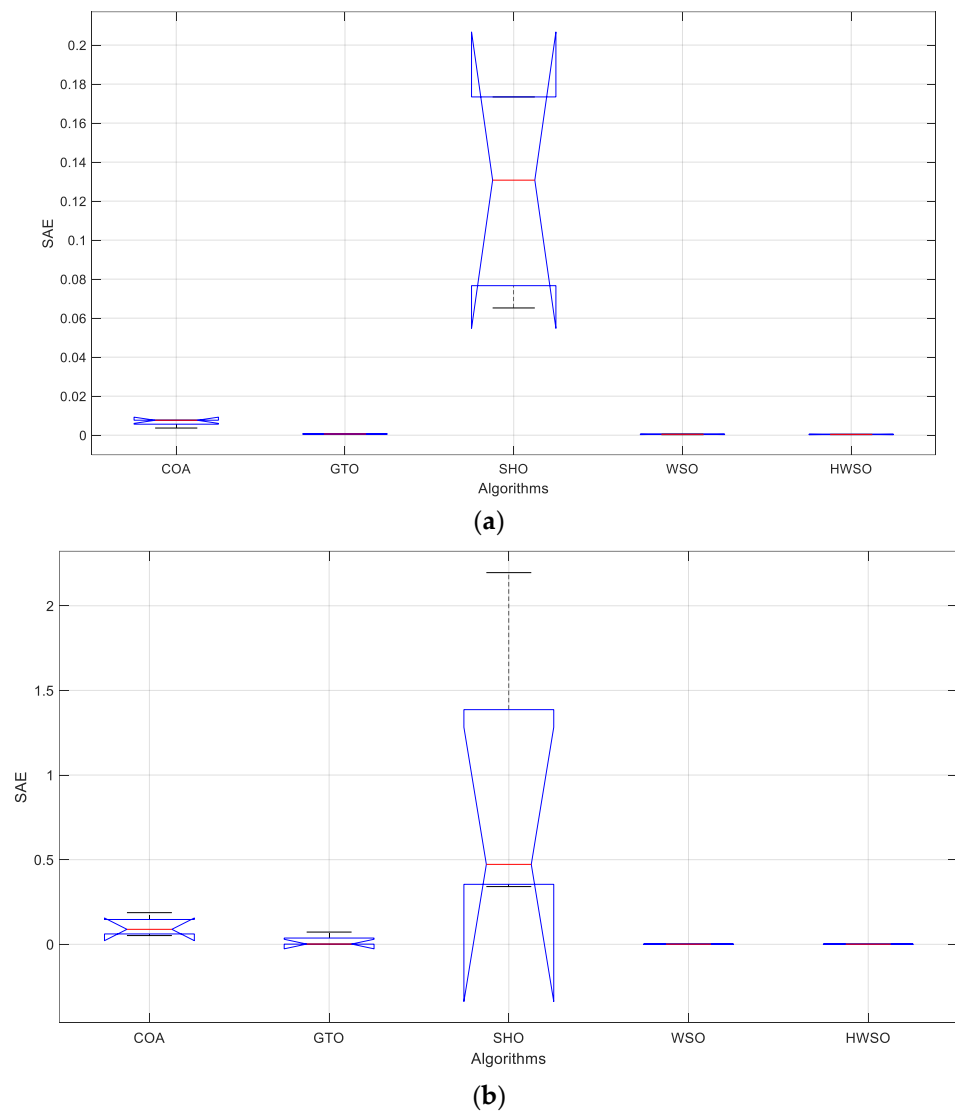 0.2
0.18
0.16
0.14
0.12
0.1
0.08
0.06
0.04
0.02
0
SAE
COA GTO SHO WSO HWSO
Algorithms
(a)
2
1.5
1
0.5
0
SAE
COA GTO SHO WSO HWSO
Algorithms
(b)